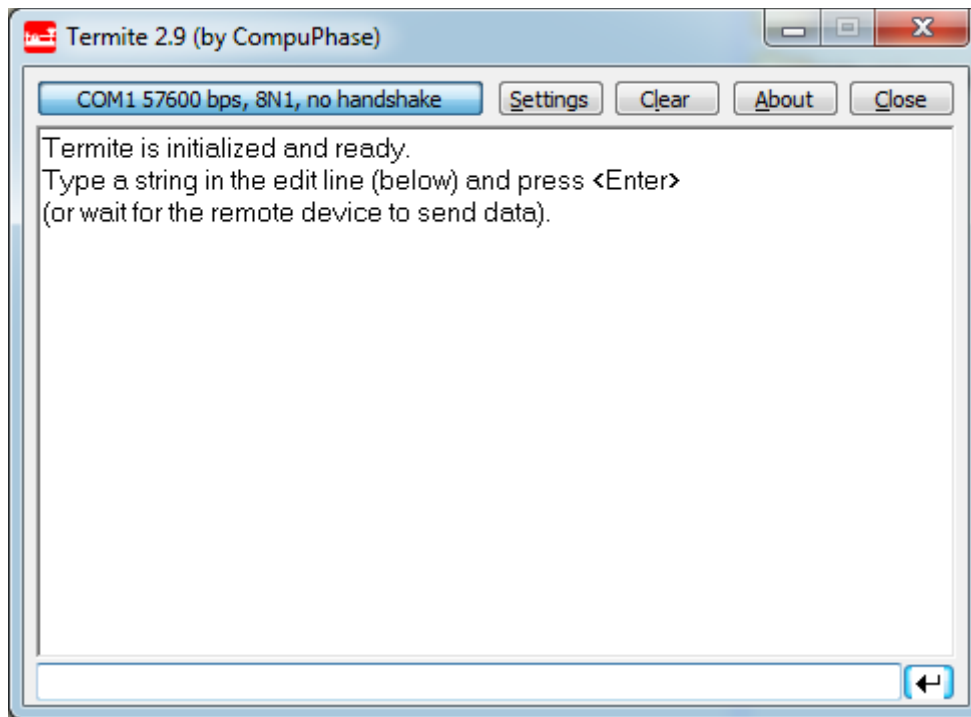 Termite 2.9 (by CompuPhase)
COM1 57600 bps, 8N1, no handshake Settings Clear About Close
Termite is initialized and ready.
Type a string in the edit line (below) and press <Enter>
(or wait for the remote device to send data).